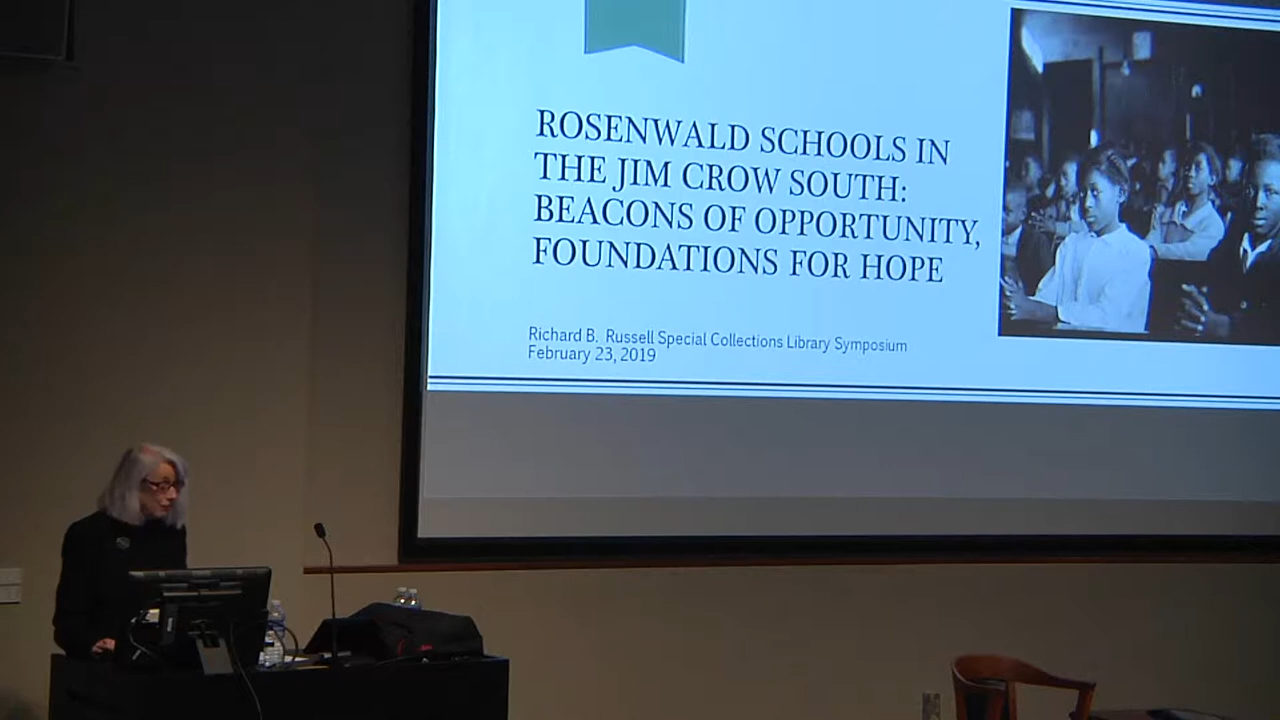 ROSENWALD SCHOOLS IN
THE JIM CROW SOUTH:
BEACONS OF OPPORTUNITY,
FOUNDATIONS FOR HOPE
Richard B. Russell Special Collections Library Symposium
February 23, 2019